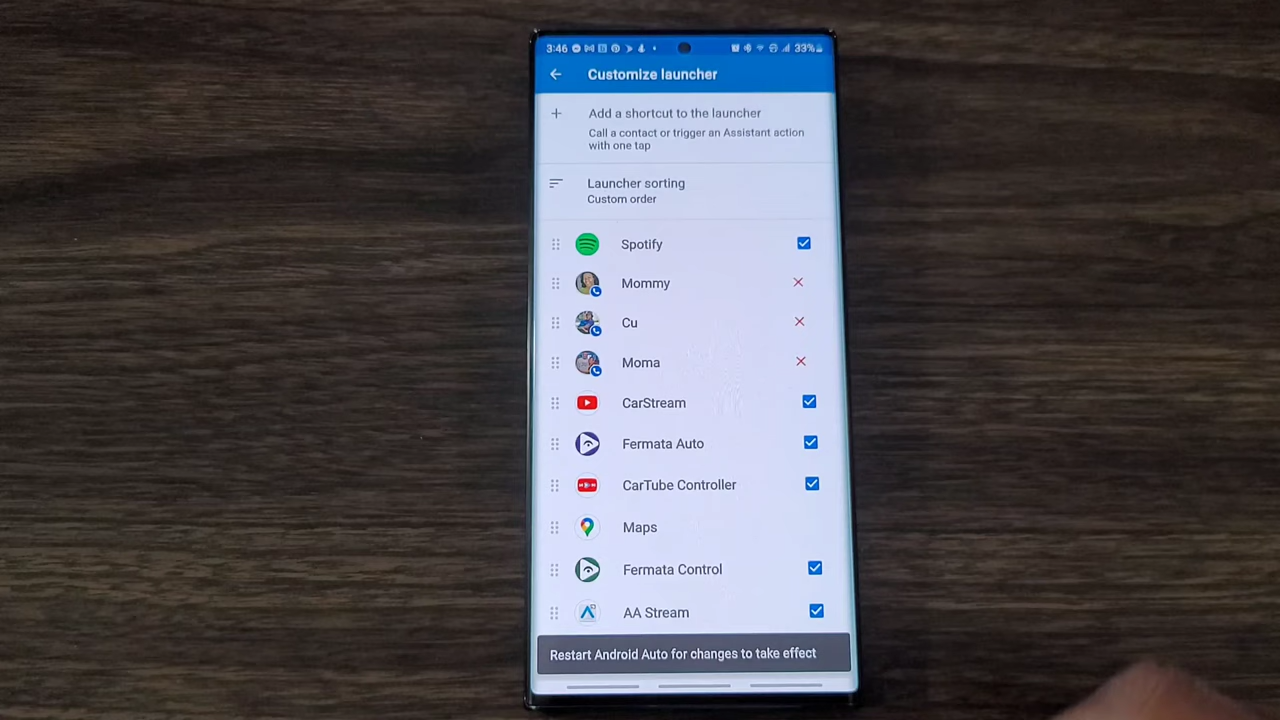 3:46
33%
Customize launcher
Add a shortcut to the launcher
Call a contact or trigger an Assistant action
with one tap
Launcher sorting
Custom order
Spotify
Mommy
Cu
Moma
CarStream
Fermata Auto
CarTube Controller
Maps
Fermata Control
AA Stream
Restart Android Auto for changes to take effect